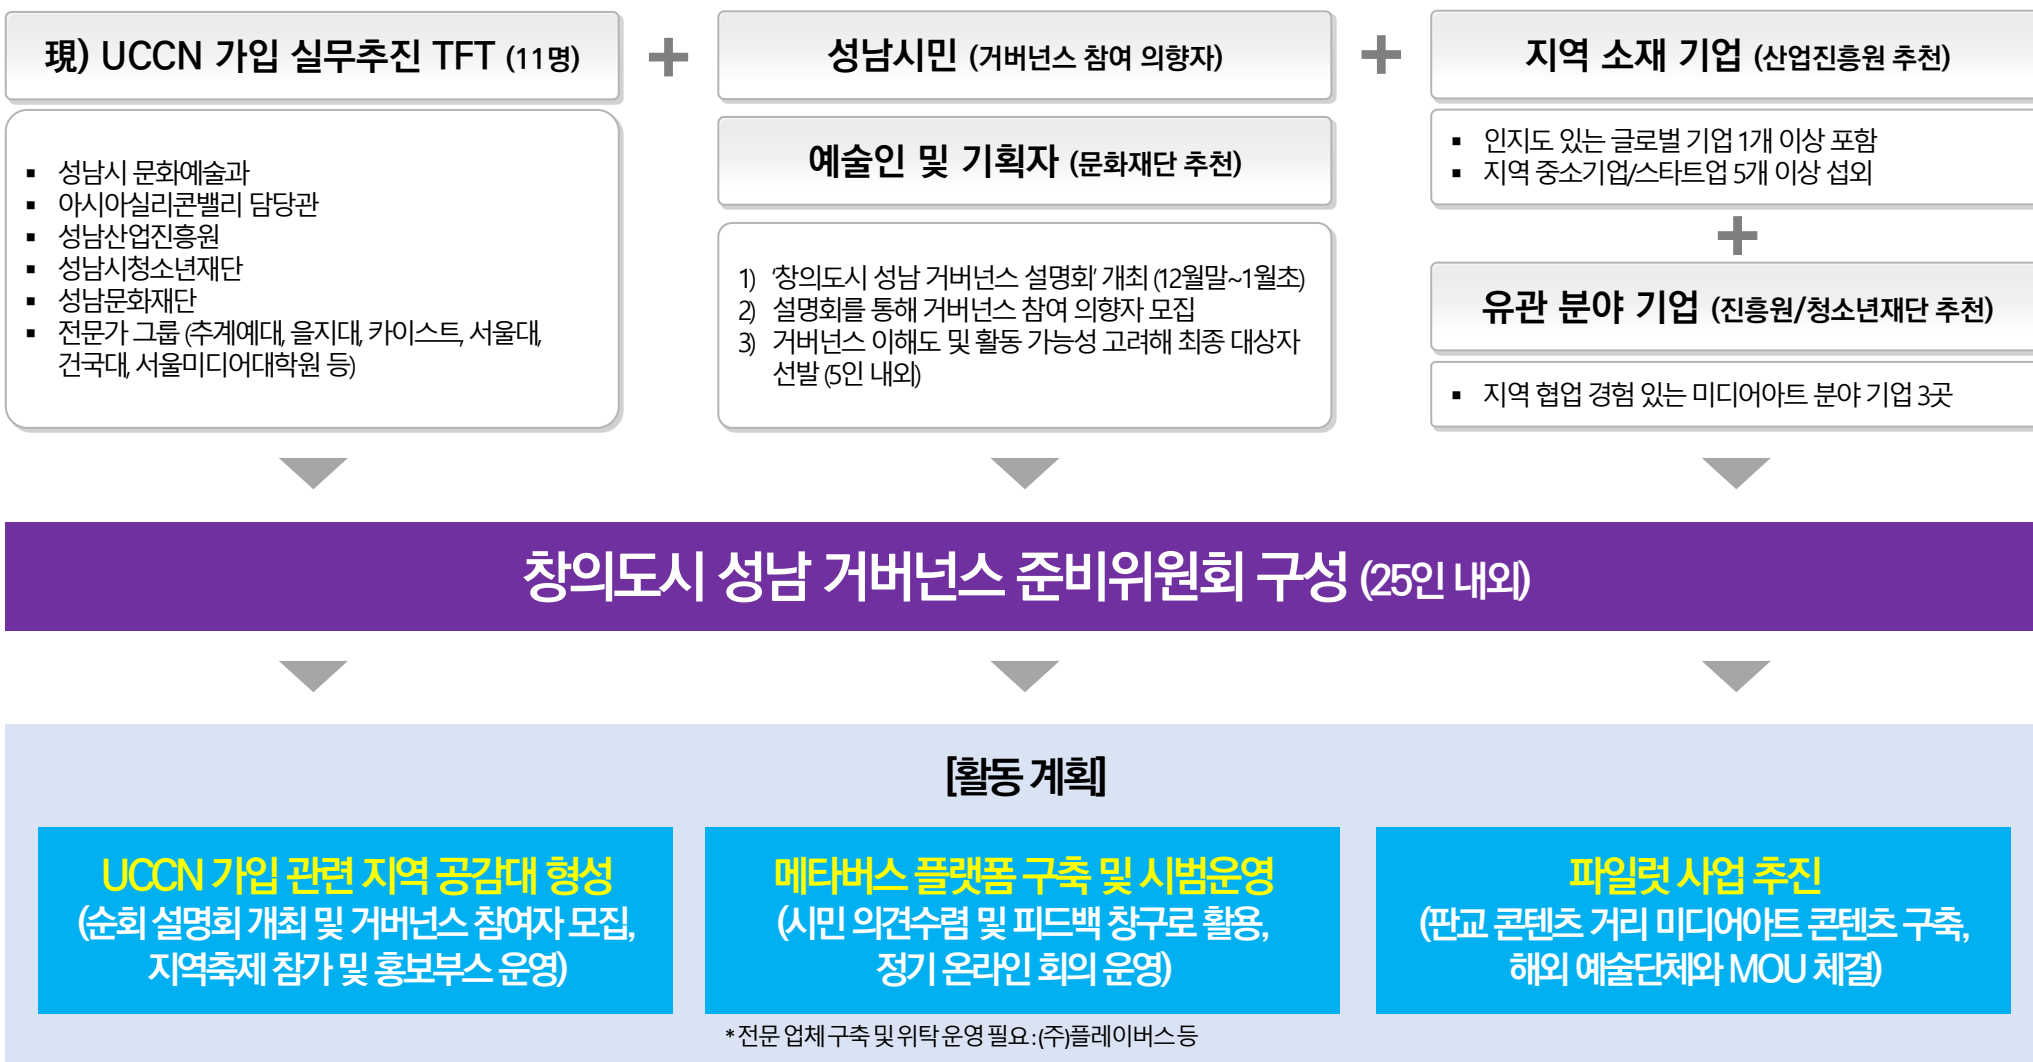 現) UCCN 가입 실무추진 TFT (11명)
▪ 성남시 문화예술과
▪ 아시아실리콘밸리 담당관
▪ 성남산업진흥원
▪ 성남시청소년재단
▪ 성남문화재단
▪ 전문가 그룹 (추계예대, 을지대, 카이스트, 서울대,
건국대, 서울미디어대학원 등)
+
성남시민 (거버넌스 참여 의향자)
예술인 및 기획자 (문화재단 추천)
1) ‘창의도시 성남 거버넌스 설명회’ 개최 (12월말~1월초)
2) 설명회를 통해 거버넌스 참여 의향자 모집
3) 거버넌스 이해도 및 활동 가능성 고려해 최종 대상자
선발 (5인 내외)
+
지역 소재 기업 (산업진흥원 추천)
▪ 인지도 있는 글로벌 기업 1개 이상 포함
▪ 지역 중소기업/스타트업 5개 이상 섭외
+
유관 분야 기업 (진흥원/청소년재단 추천)
▪ 지역 협업 경험 있는 미디어아트 분야 기업 3곳
창의도시 성남 거버넌스 준비위원회 구성 (25인 내외)
[활동 계획]
UCCN 가입 관련 지역 공감대 형성
(순회 설명회 개최 및 거버넌스 참여자 모집,
지역축제 참가 및 홍보부스 운영)
메타버스 플랫폼 구축 및 시범운영
(시민 의견수렴 및 피드백 창구로 활용,
정기 온라인 회의 운영)
* 전문 업체 구축 및 위탁 운영 필요 : (주)플레이버스 등
파일럿 사업 추진
(판교 콘텐츠 거리 미디어아트 콘텐츠 구축,
해외 예술단체와 MOU 체결)